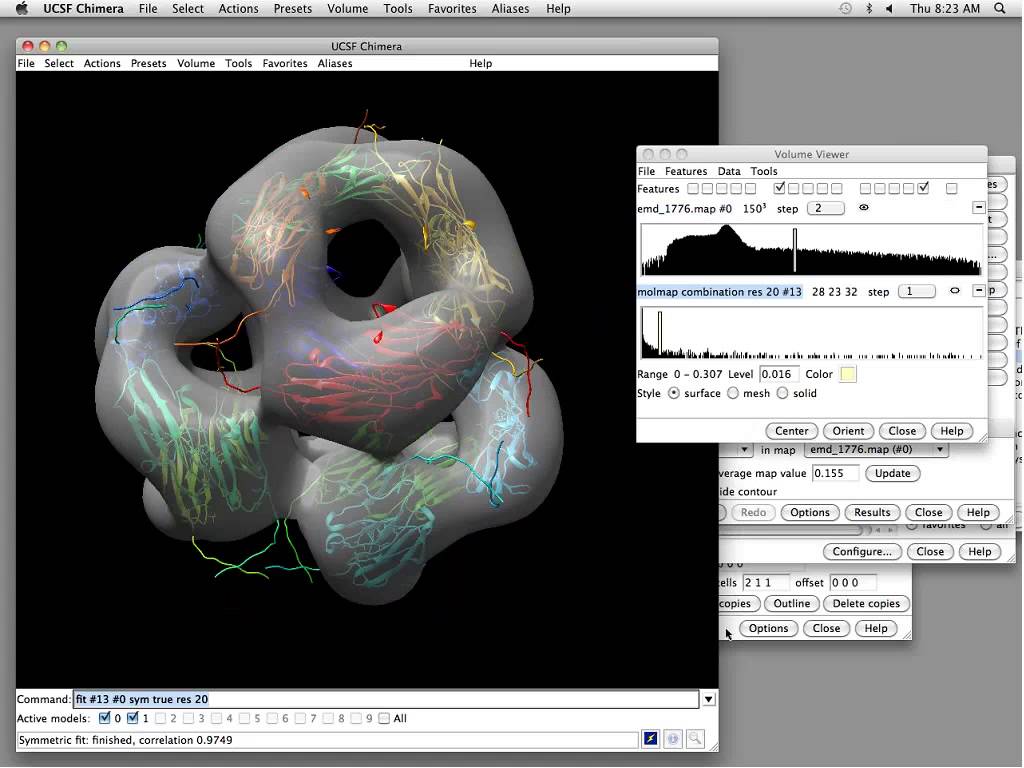 UCSF Chimera File Select Actions Presets Volume Tools Favorites Aliases Help Thu 8:23 AM
UCSF Chimera
File Select Actions Presets Volume Tools Favorites Aliases Help
Volume Viewer
File Features Data Tools
Features
emd_1776.map #0 150³ step 2
molmap combination res 20 #13 28 23 32 step 1
Range 0 – 0.307 Level 0.016 Color
Style surface mesh solid
Center Orient Close Help
in map emd_1776.map (#0)
verage map value 0.155 Update
ide contour
Redo Options Results Close Help
Configure... Close Help
ells 2 1 1 offset 0 0 0
copies Outline Delete copies
Options Close Help
Command: fit #13 #0 sym true res 20
Active models: 0 1 2 3 4 5 6 7 8 9 All
Symmetric fit: finished, correlation 0.9749